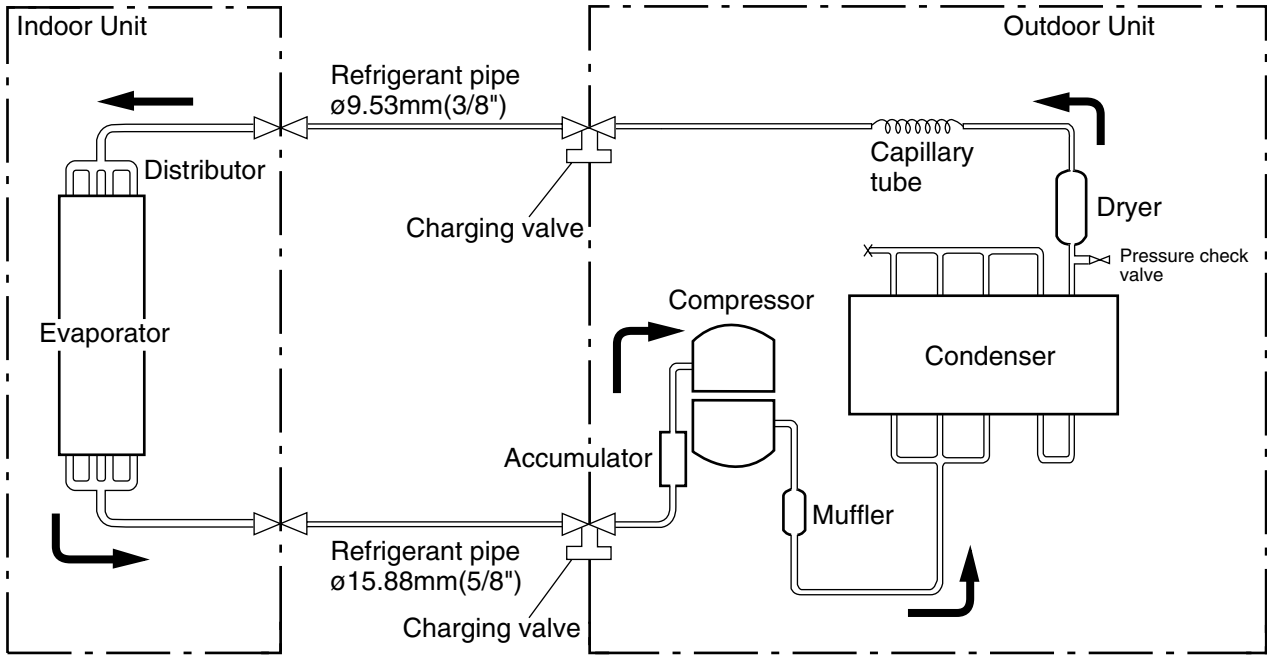 Indoor Unit
Outdoor Unit
Refrigerant pipe
ø9.53mm(3/8")
Distributor
Capillary
tube
Dryer
Charging valve
Pressure check
valve
Compressor
Evaporator
Condenser
Accumulator
Muffler
Refrigerant pipe
ø15.88mm(5/8")
Charging valve